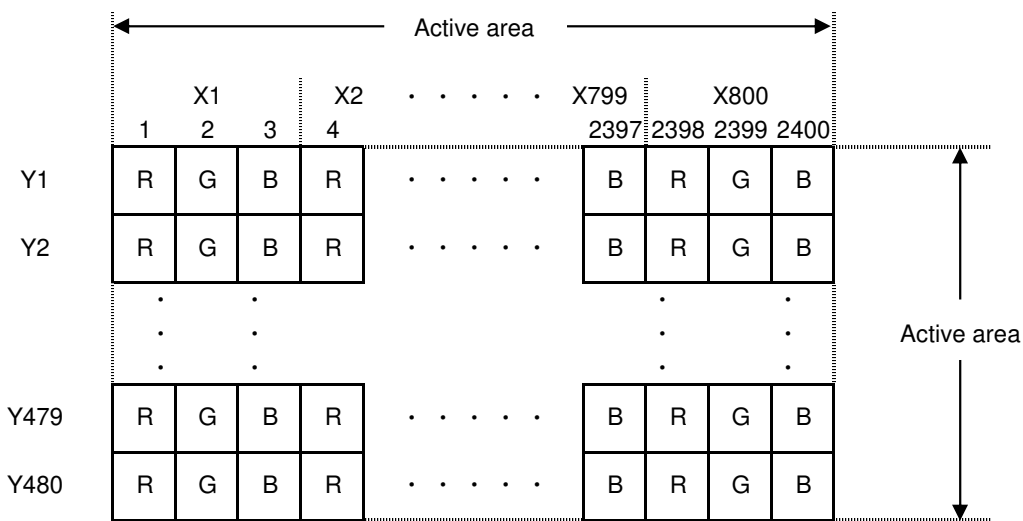 Active area
X1 X2 ・ ・ ・ ・ ・ X799 X800
1 2 3 4 2397 2398 2399 2400
Y1 R G B R ・ ・ ・ ・ ・ B R G B
Y2 R G B R ・ ・ ・ ・ ・ B R G B
・ ・ ・ ・
・ ・ ・ ・
Active area
・ ・ ・ ・
Y479 R G B R ・ ・ ・ ・ ・ B R G B
Y480 R G B R ・ ・ ・ ・ ・ B R G B